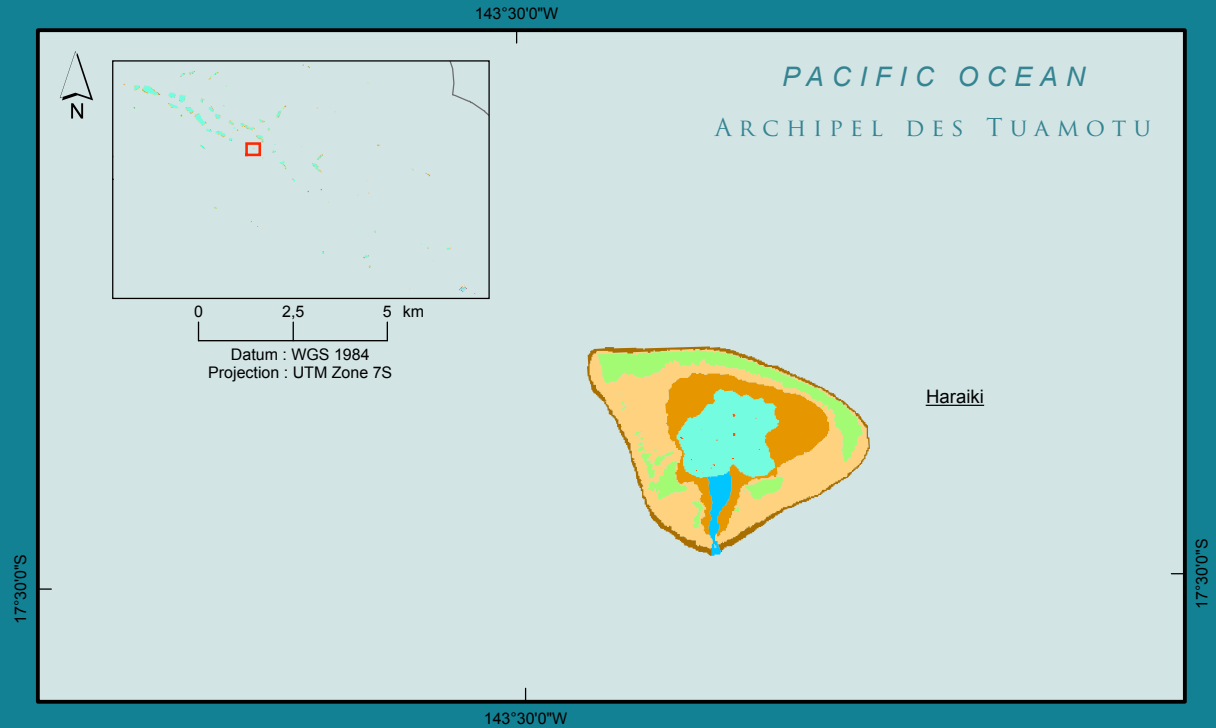 143°30'0"W
PACIFIC OCEAN
ARCHIPEL DES TUAMOTU
N
0 2,5 5 km
Datum : WGS 1984
Projection : UTM Zone 7S
Haraiki
17°30'0"S
17°30'0"S
143°30'0"W